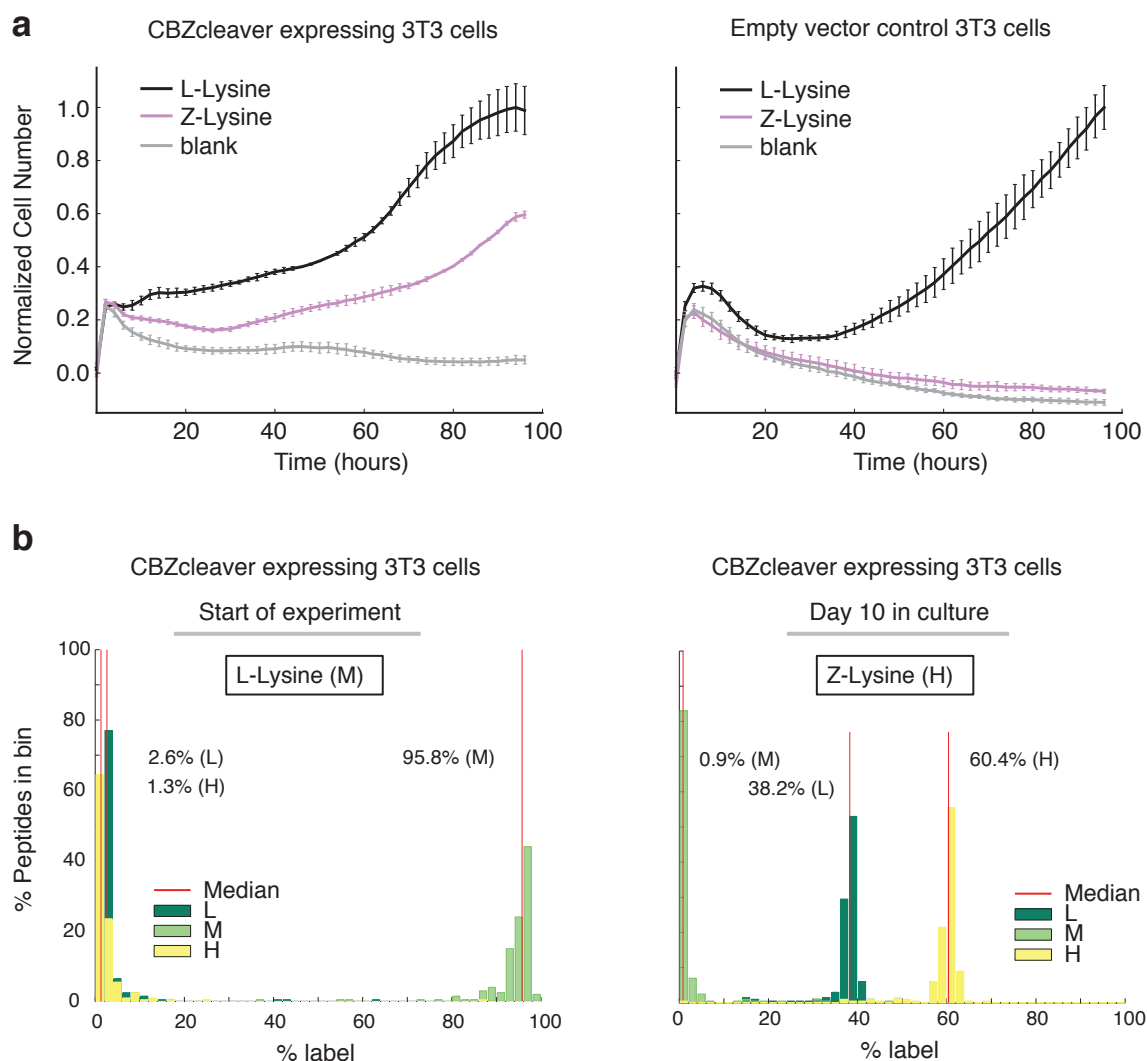 a
CBZcleaver expressing 3T3 cells
Empty vector control 3T3 cells
L-Lysine
Z-Lysine
blank
L-Lysine
Z-Lysine
blank
Normalized Cell Number
1.0
0.8
0.6
0.4
0.2
0.0
20
40
60
80
100
20
40
60
80
100
Time (hours)
Time (hours)
b
CBZcleaver expressing 3T3 cells
CBZcleaver expressing 3T3 cells
Start of experiment
Day 10 in culture
L-Lysine (M)
Z-Lysine (H)
% Peptides in bin
100
80
60
40
20
0
2.6% (L)
1.3% (H)
95.8% (M)
0.9% (M)
38.2% (L)
60.4% (H)
Median
L
M
H
Median
L
M
H
0
20
40
60
80
100
0
20
40
60
80
100
% label
% label